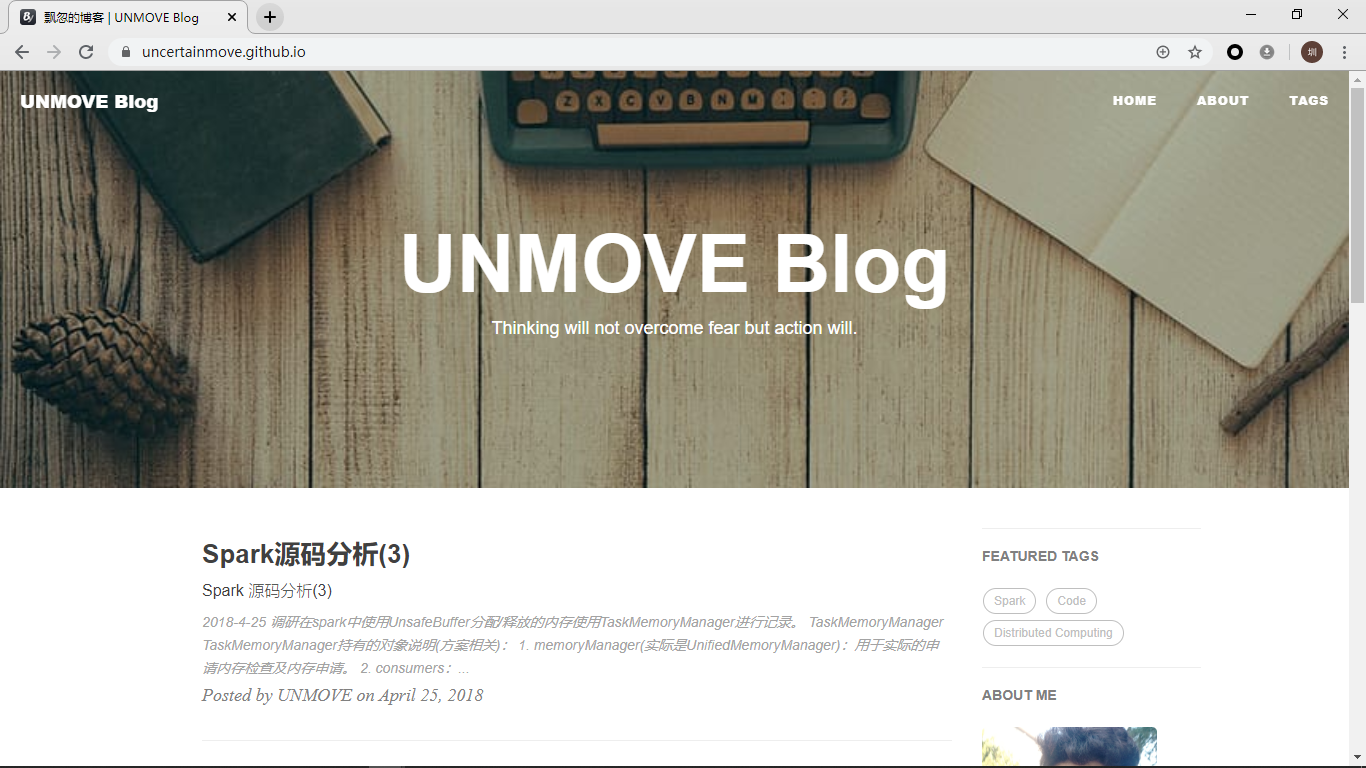 飘忽的博客 | UNMOVE Blog
uncertainmove.github.io
圳
UNMOVE Blog
HOME
ABOUT
TAGS
Z X C V B N M
UNMOVE Blog
Thinking will not overcome fear but action will.
Spark源码分析(3)
Spark 源码分析(3)
2018-4-25 调研在spark中使用UnsafeBuffer分配/释放的内存使用TaskMemoryManager进行记录。 TaskMemoryManager
TaskMemoryManager持有的对象说明(方案相关)： 1. memoryManager(实际是UnifiedMemoryManager)：用于实际的申
请内存检查及内存申请。 2. consumers：...
Posted by UNMOVE on April 25, 2018
FEATURED TAGS
Spark
Code
Distributed Computing
ABOUT ME